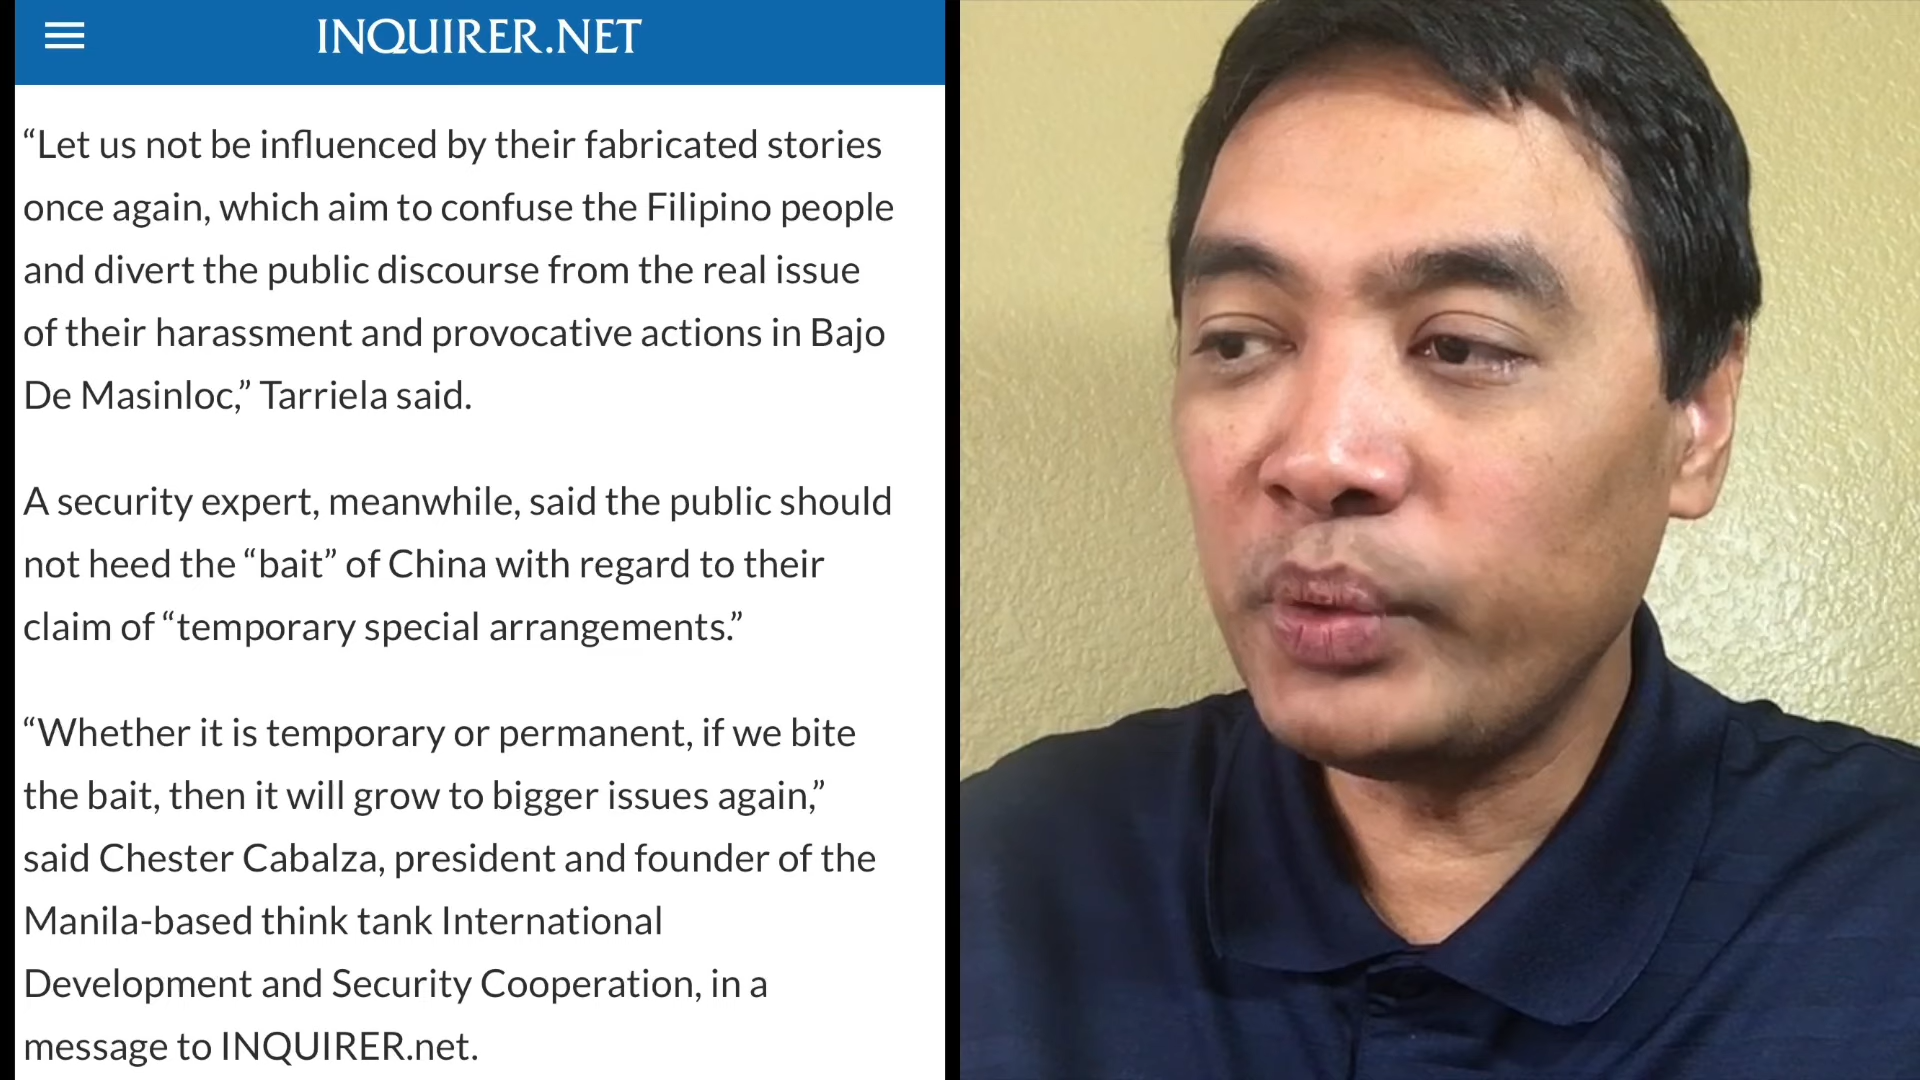 INQUIRER.NET
“Let us not be influenced by their fabricated stories
once again, which aim to confuse the Filipino people
and divert the public discourse from the real issue
of their harassment and provocative actions in Bajo
De Masinloc,” Tarriela said.
A security expert, meanwhile, said the public should
not heed the “bait” of China with regard to their
claim of “temporary special arrangements.”
“Whether it is temporary or permanent, if we bite
the bait, then it will grow to bigger issues again,”
said Chester Cabalza, president and founder of the
Manila-based think tank International
Development and Security Cooperation, in a
message to INQUIRER.net.